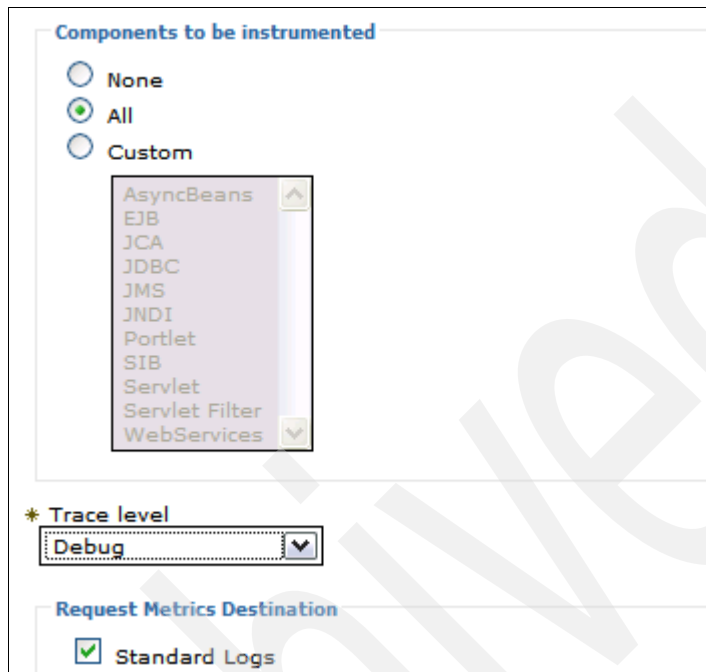 Components to be instrumented
None
All
Custom
AsyncBeans
EJB
JCA
JDBC
JMS
JNDI
Portlet
SIB
Servlet
Servlet Filter
WebServices
* Trace level
Debug
Request Metrics Destination
Standard Logs